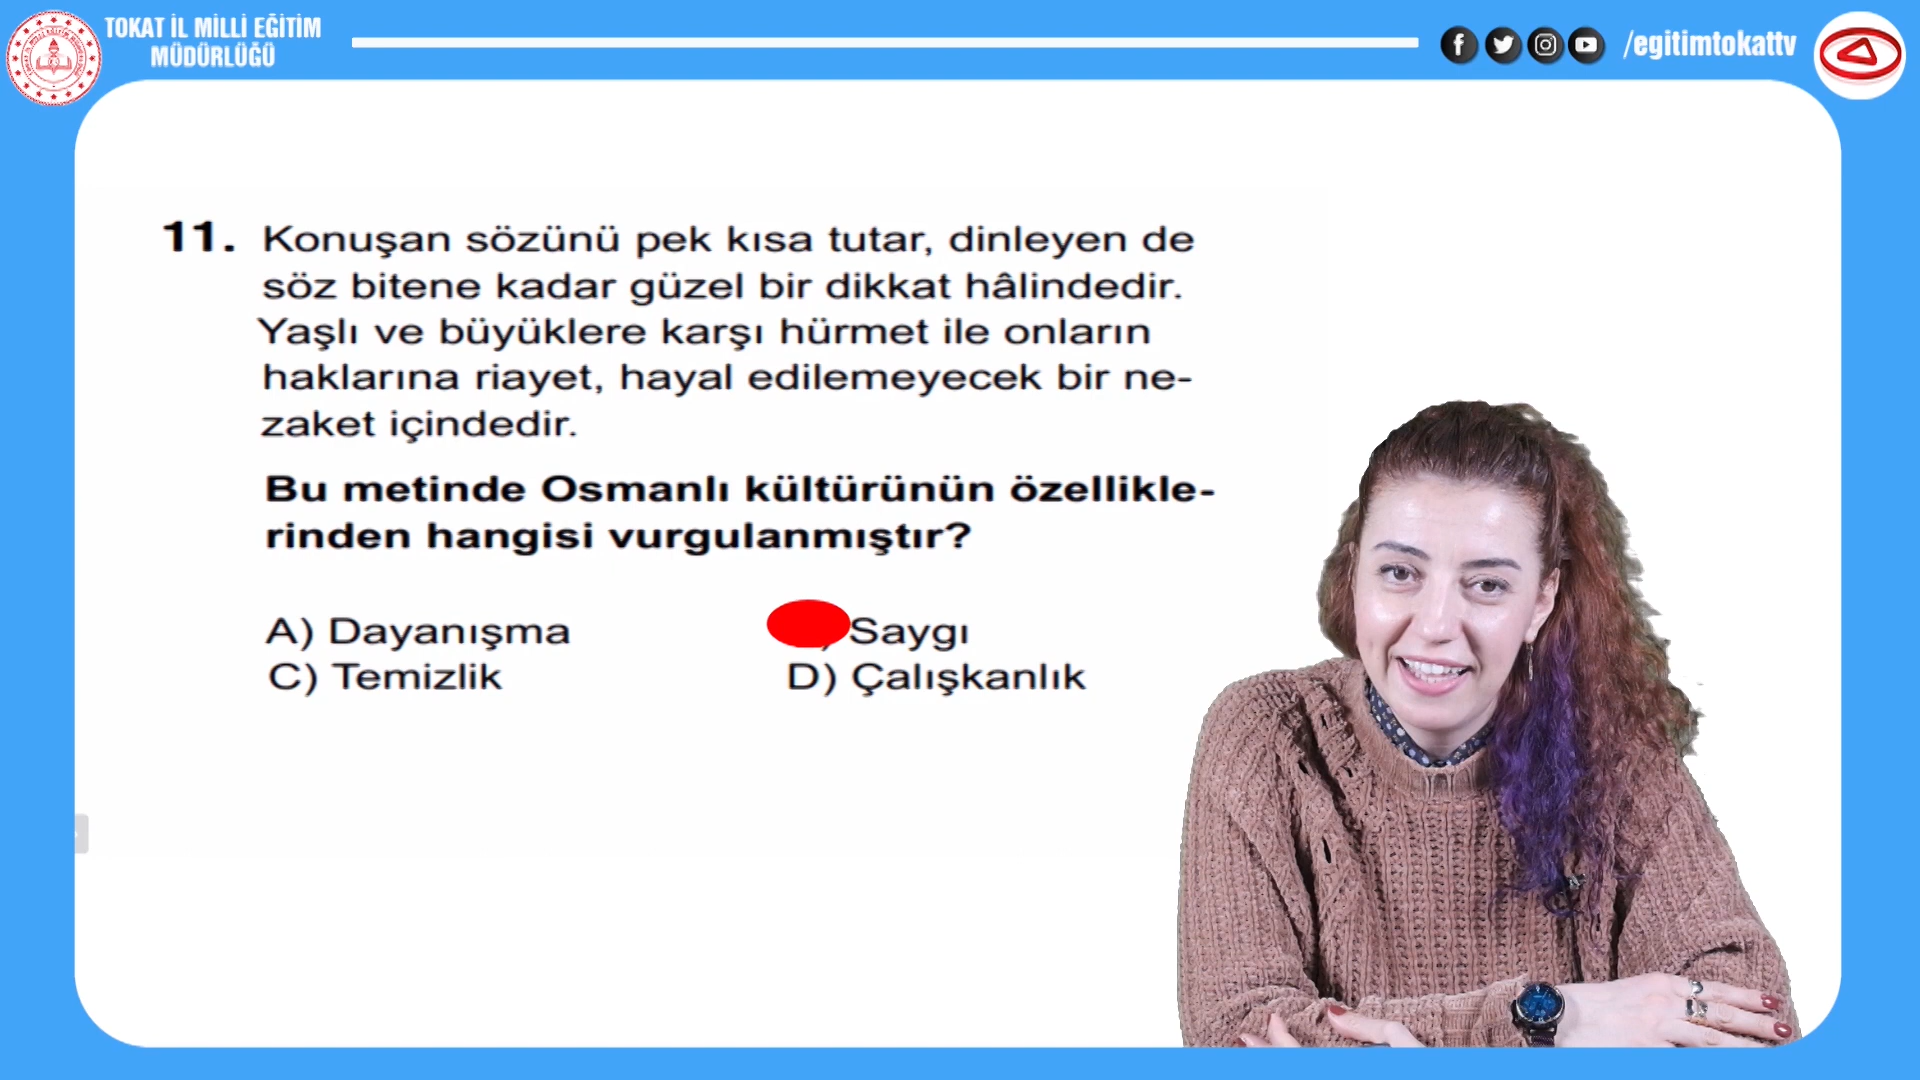 TOKAT İL MİLLİ EĞİTİM
MÜDÜRLÜĞÜ
/egitimtokattv
11. Konuşan sözünü pek kısa tutar, dinleyen de
söz bitene kadar güzel bir dikkat hâlindedir.
Yaşlı ve büyüklere karşı hürmet ile onların
haklarına riayet, hayal edilemeyecek bir ne-
zaket içindedir.
Bu metinde Osmanlı kültürünün özellikle-
rinden hangisi vurgulanmıştır?
A) Dayanışma
Saygı
C) Temizlik
D) Çalışkanlık